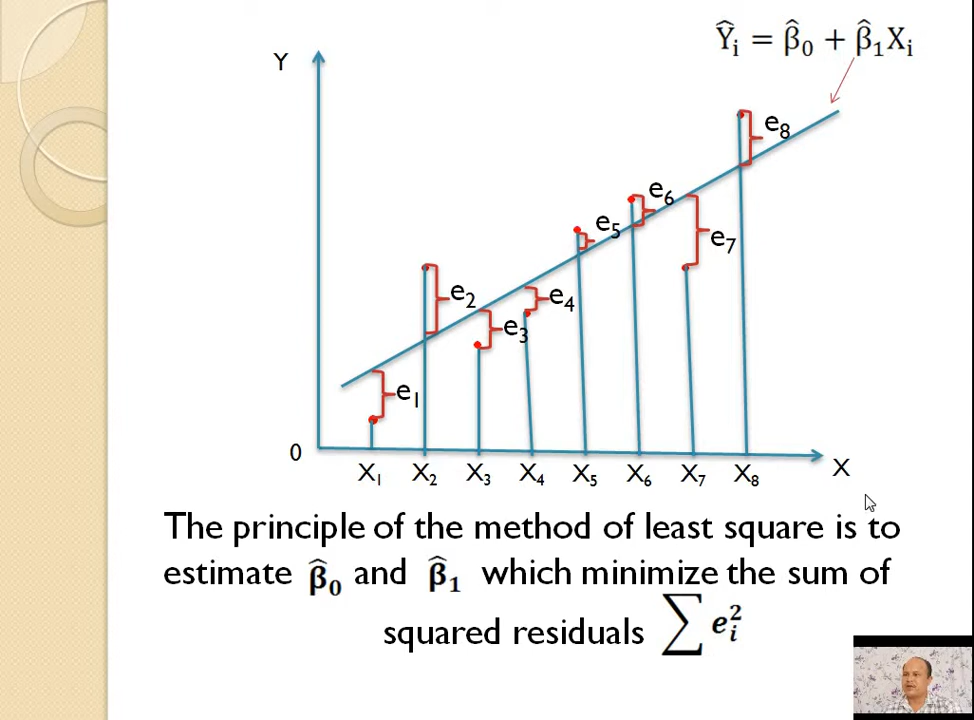 Ŷᵢ = β̂₀ + β̂₁Xᵢ
Y
e₈
e₆
e₅
e₇
e₂
e₄
e₃
e₁
0
X₁ X₂ X₃ X₄ X₅ X₆ X₇ X₈ X
The principle of the method of least square is to
estimate β̂₀ and β̂₁ which minimize the sum of
squared residuals ∑ eᵢ²